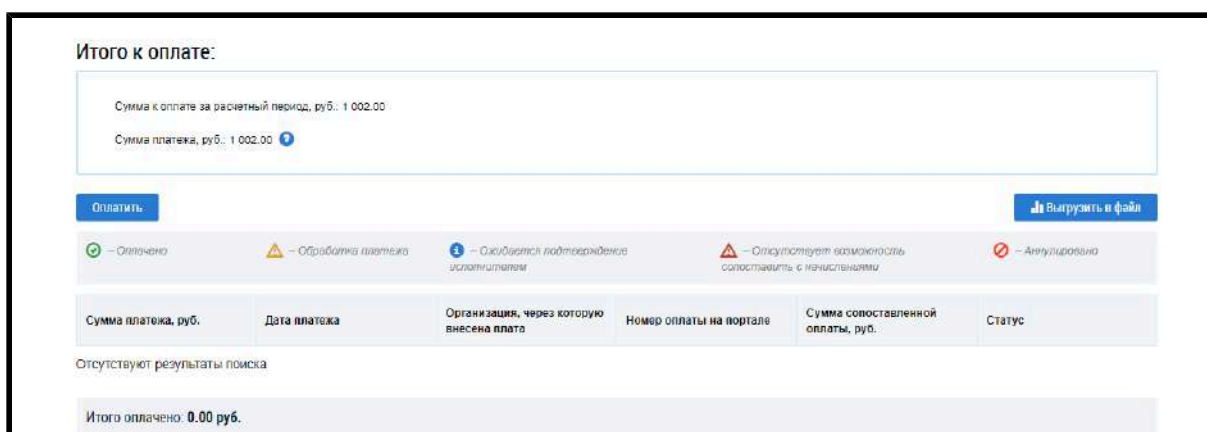 Итого к оплате:
Сумма к оплате за расчетный период, руб.: 1 002.00
Сумма платежа, руб.: 1 002.00 ?
Оплатить
Выгрузить в файл
– Оплачено
– Обработка платежа
– Ожидается подтверждение
исполнителем
– Отсутствует возможность
сопоставить с начислениями
– Аннулировано
Сумма платежа, руб.
Дата платежа
Организация, через которую
внесена плата
Номер оплаты на портале
Сумма сопоставленной
оплаты, руб.
Статус
Отсутствуют результаты поиска
Итого оплачено: 0.00 руб.